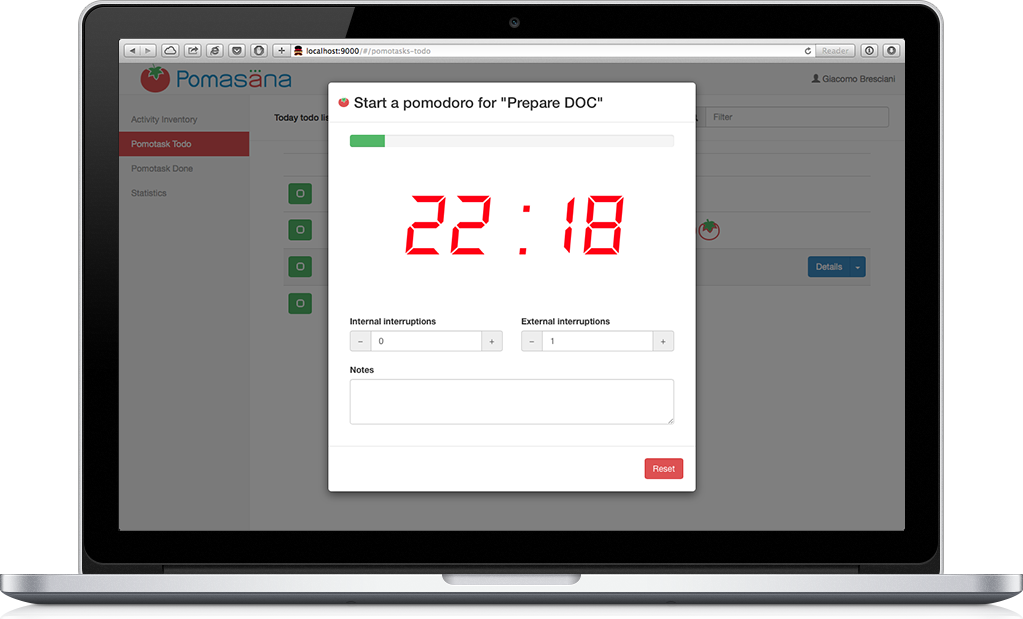 localhost:9000/#/pomotasks-todo
Reader
Pomasäna
Giacomo Bresciani
Activity Inventory
Pomotask Todo
Pomotask Done
Statistics
Today todo lis
Filter
Start a pomodoro for "Prepare DOC"
22:18
Details
Internal interruptions
External interruptions
− 0 +
− 1 +
Notes
Reset